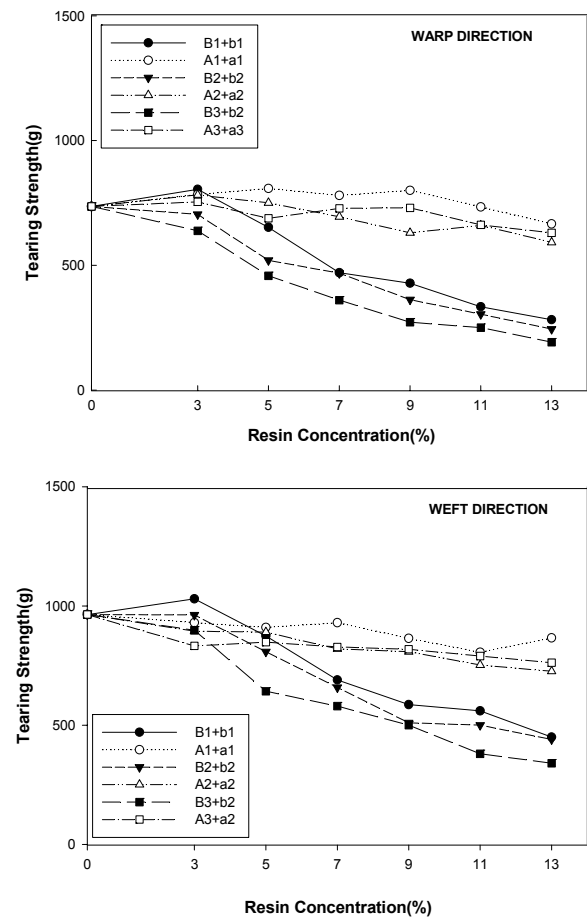 1500
WARP DIRECTION
B1+b1
A1+a1
B2+b2
A2+a2
B3+b2
A3+a3
1000
500
0
Tearing Strength(g)
0 3 5 7 9 11 13
Resin Concentration(%)
1500
WEFT DIRECTION
1000
500
0
Tearing Strength(g)
B1+b1
A1+a1
B2+b2
A2+a2
B3+b2
A3+a2
0 3 5 7 9 11 13
Resin Concentration(%)